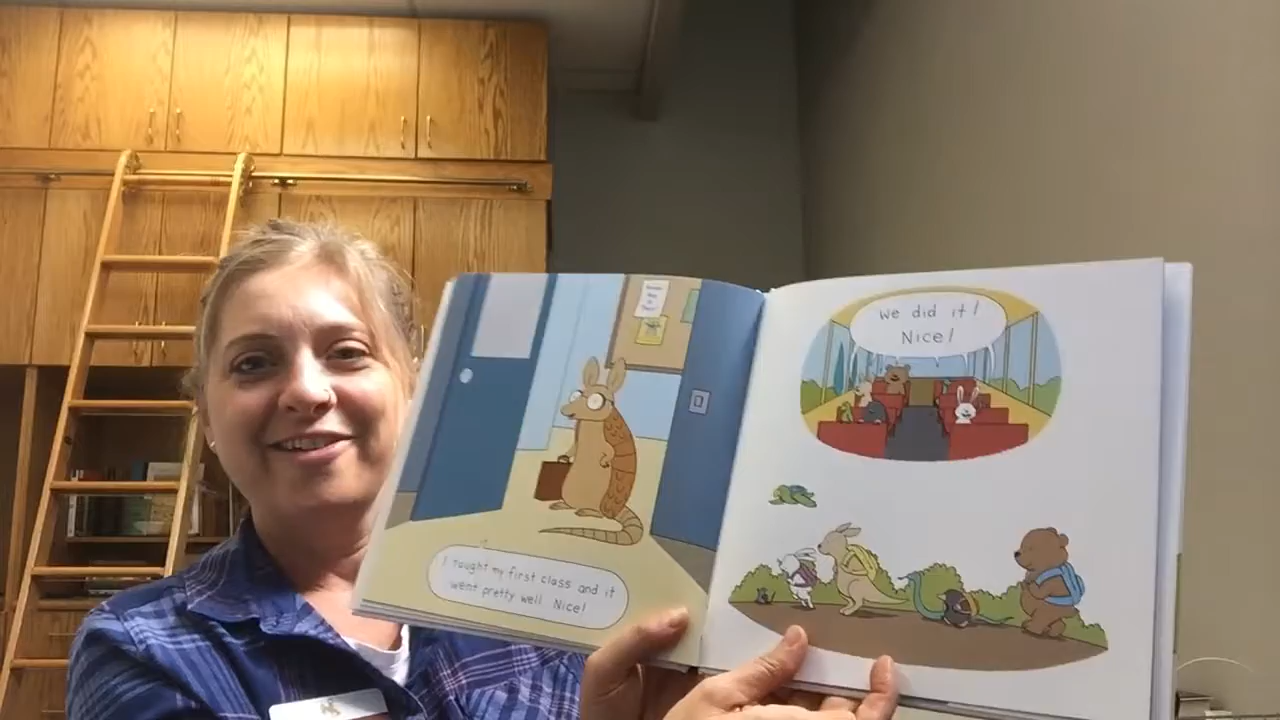 I taught my first class and it
went pretty well Nice!
We did it!
Nice!